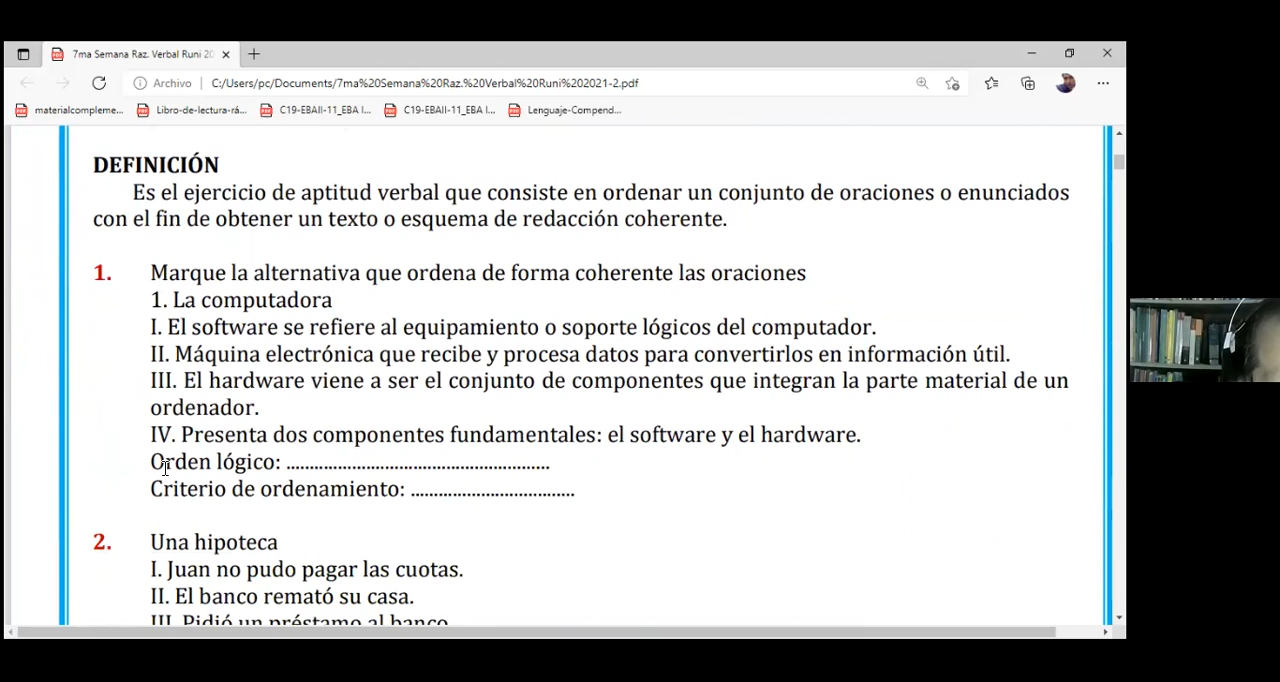 7ma Semana Raz. Verbal Runi 20
Archivo
C:/Users/pc/Documents/7ma%20Semana%20Raz.%20Verbal%20Runi%202021-2.pdf
materialcompleme...
Libro-de-lectura-rá...
C19-EBAII-11_EBA I...
C19-EBAII-11_EBA I...
Lenguaje-Compend...
DEFINICIÓN
Es el ejercicio de aptitud verbal que consiste en ordenar un conjunto de oraciones o enunciados
con el fin de obtener un texto o esquema de redacción coherente.
1. Marque la alternativa que ordena de forma coherente las oraciones
1. La computadora
I. El software se refiere al equipamiento o soporte lógicos del computador.
II. Máquina electrónica que recibe y procesa datos para convertirlos en información útil.
III. El hardware viene a ser el conjunto de componentes que integran la parte material de un
ordenador.
IV. Presenta dos componentes fundamentales: el software y el hardware.
Orden lógico: .........................................................
Criterio de ordenamiento: ....................................
2. Una hipoteca
I. Juan no pudo pagar las cuotas.
II. El banco remató su casa.
III. Pidió un préstamo al banco.